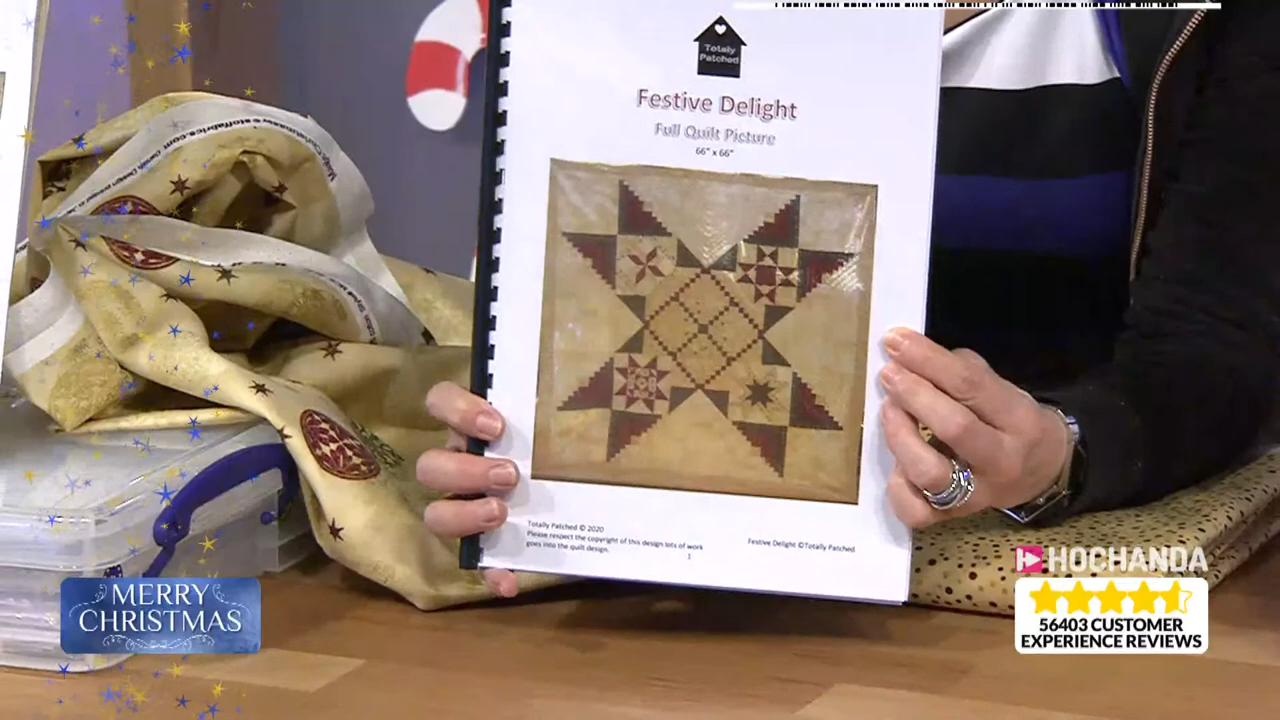 Totally
Patched
Festive Delight
Full Quilt Picture
66" x 66"
Totally Patched © 2020
Please respect the copyright of this design lots of work
goes into the quilt design.
1
Festive Delight ©Totally Patched
MERRY
CHRISTMAS
HOCHANDA
56403 CUSTOMER
EXPERIENCE REVIEWS